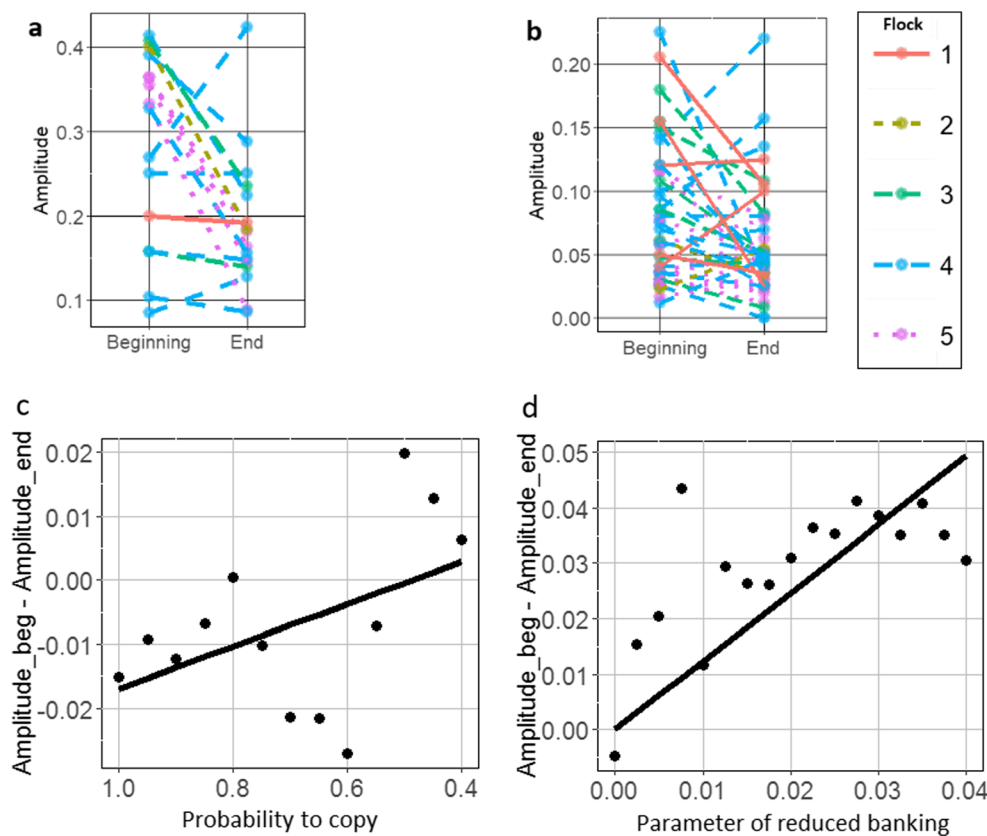 a
Amplitude
0.4
0.3
0.2
0.1
Beginning End
b
Amplitude
0.20
0.15
0.10
0.05
0.00
Beginning End
Flock
1
2
3
4
5
c
Amplitude_beg - Amplitude_end
0.02
0.01
0.00
-0.01
-0.02
1.0 0.8 0.6 0.4
Probability to copy
d
Amplitude_beg - Amplitude_end
0.05
0.04
0.03
0.02
0.01
0.00
0.00 0.01 0.02 0.03 0.04
Parameter of reduced banking